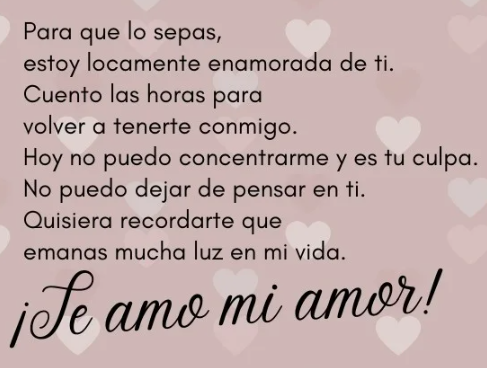 Para que lo sepas,
estoy locamente enamorada de ti.
Cuento las horas para
volver a tenerte conmigo.
Hoy no puedo concentrarme y es tu culpa.
No puedo dejar de pensar en ti.
Quisiera recordarte que
emanas mucha luz en mi vida.
¡Te amo mi amor!